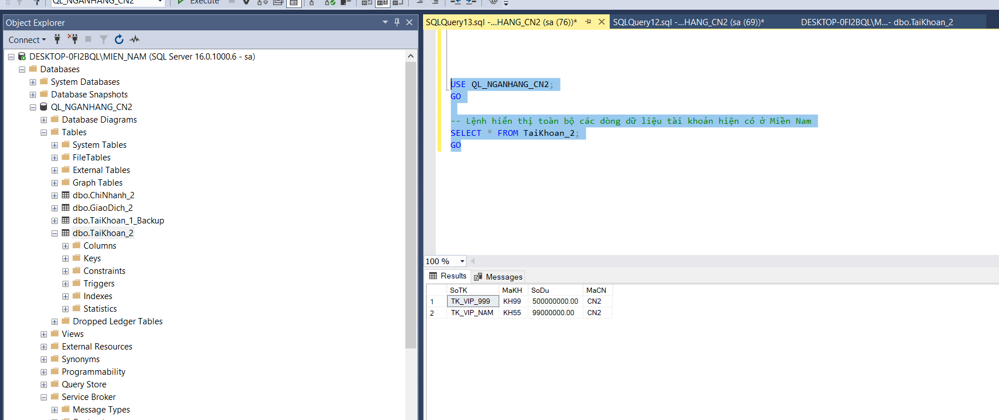 QL_NGANHANG_CN2
Execute
Object Explorer
Connect
DESKTOP-0FI2BQL\MIEN_NAM (SQL Server 16.0.1000.6 - sa)
Databases
System Databases
Database Snapshots
QL_NGANHANG_CN2
Database Diagrams
Tables
System Tables
FileTables
External Tables
Graph Tables
dbo.ChiNhanh_2
dbo.GiaoDich_2
dbo.TaiKhoan_1_Backup
dbo.TaiKhoan_2
Columns
Keys
Constraints
Triggers
Indexes
Statistics
Dropped Ledger Tables
Views
External Resources
Synonyms
Programmability
Query Store
Service Broker
Message Types
SQLQuery13.sql -...HANG_CN2 (sa (76))*
SQLQuery12.sql -...HANG_CN2 (sa (69))*
DESKTOP-0FI2BQL\M...- dbo.TaiKhoan_2
USE QL_NGANHANG_CN2;
GO
-- Lệnh hiển thị toàn bộ các dòng dữ liệu tài khoản hiện có ở Miền Nam
SELECT * FROM TaiKhoan_2;
GO
100 %
Results
Messages
SoTK MaKH SoDu MaCN
1 TK_VIP_999 KH99 500000000.00 CN2
2 TK_VIP_NAM KH55 99000000.00 CN2